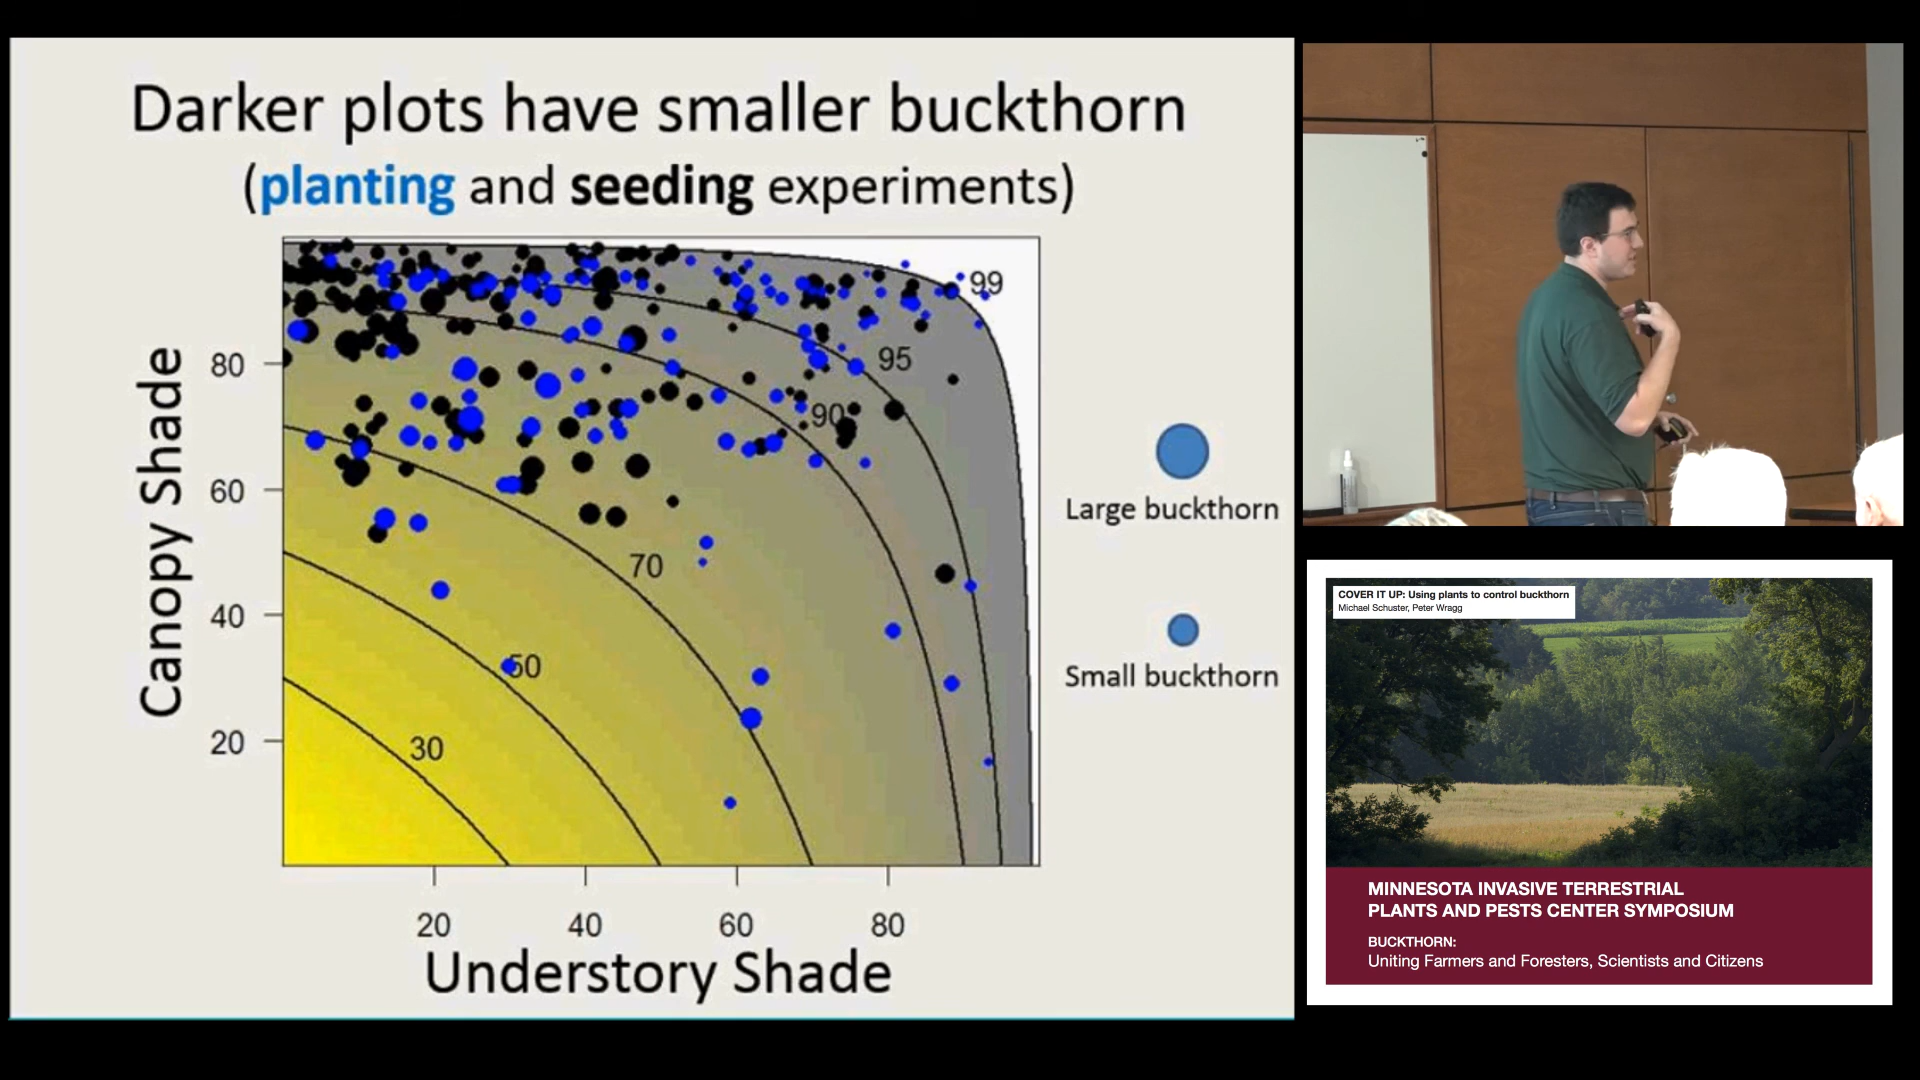 Darker plots have smaller buckthorn
(planting and seeding experiments)
Canopy Shade
80
60
40
20
99
95
90
70
50
30
20
40
60
80
Understory Shade
Large buckthorn
Small buckthorn
COVER IT UP: Using plants to control buckthorn
Michael Schuster, Peter Wragg
MINNESOTA INVASIVE TERRESTRIAL
PLANTS AND PESTS CENTER SYMPOSIUM
BUCKTHORN:
Uniting Farmers and Foresters, Scientists and Citizens